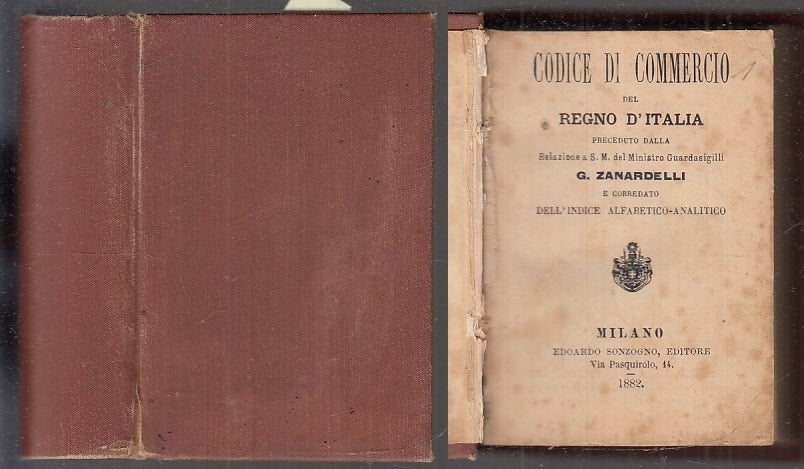 CODICE DI COMMERCIO
DEL
REGNO D'ITALIA
PRECEDUTO DALLA
Relazione a S. M. del Ministro Guardasigilli
G. ZANARDELLI
E CORREDATO
DELL'INDICE ALFABETICO-ANALITICO
MILANO
EDOARDO SONZOGNO, EDITORE
Via Pasquirolo, 14.
1882.